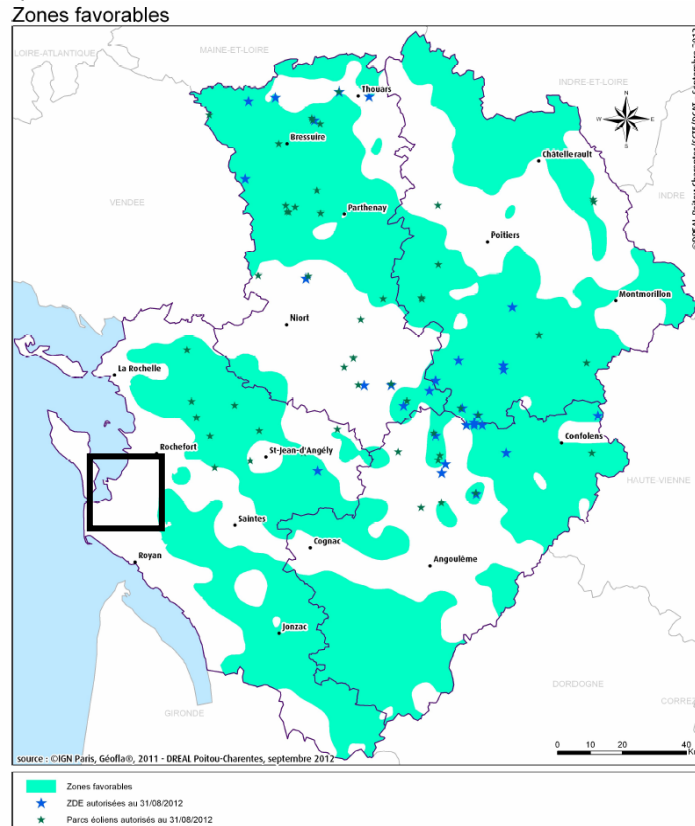 Zones favorables
LOIRE-ATLANTIQUE
MAINE-ET-LOIRE
INDRE-ET-LOIRE
N
O
E
S
Thouars
Bressuire
Châtellerault
VENDEE
INDRE
Parthenay
Poitiers
Montmorillon
Niort
La Rochelle
Confolens
Rochefort
St-Jean-d'Angély
HAUTE-VIENNE
Saintes
Cognac
Royan
Angoulême
Jonzac
DORDOGNE
CORREZ
GIRONDE
0 10 20 40
K
source : ©IGN Paris, Géofla®, 2011 - DREAL Poitou-Charentes, septembre 2012
Zones favorables
ZDE autorisées au 31/08/2012
Parcs éoliens autorisés au 31/08/2012